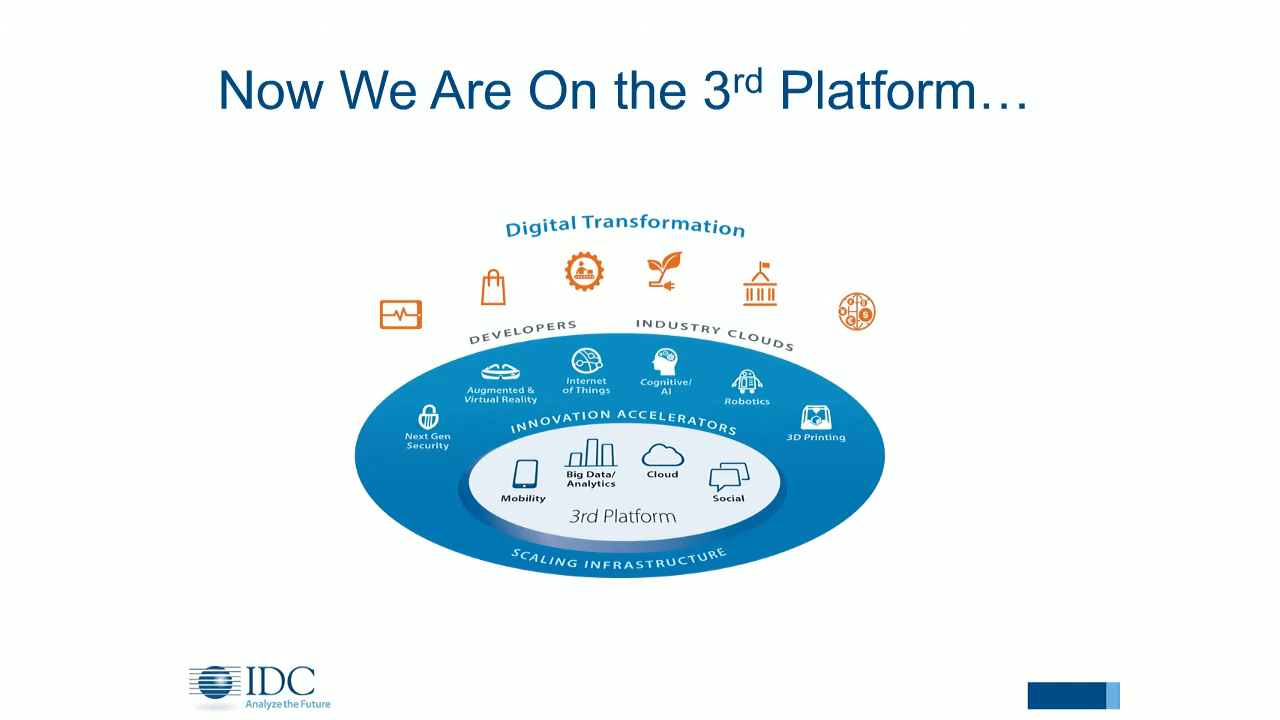 Now We Are On the 3rd Platform…
Digital Transformation
DEVELOPERS
INDUSTRY CLOUDS
Augmented &
Virtual Reality
Internet
of Things
Cognitive/
AI
Robotics
Next Gen
Security
3D Printing
INNOVATION ACCELERATORS
Mobility
Big Data/
Analytics
Cloud
Social
3rd Platform
SCALING INFRASTRUCTURE
IDC
Analyze the Future